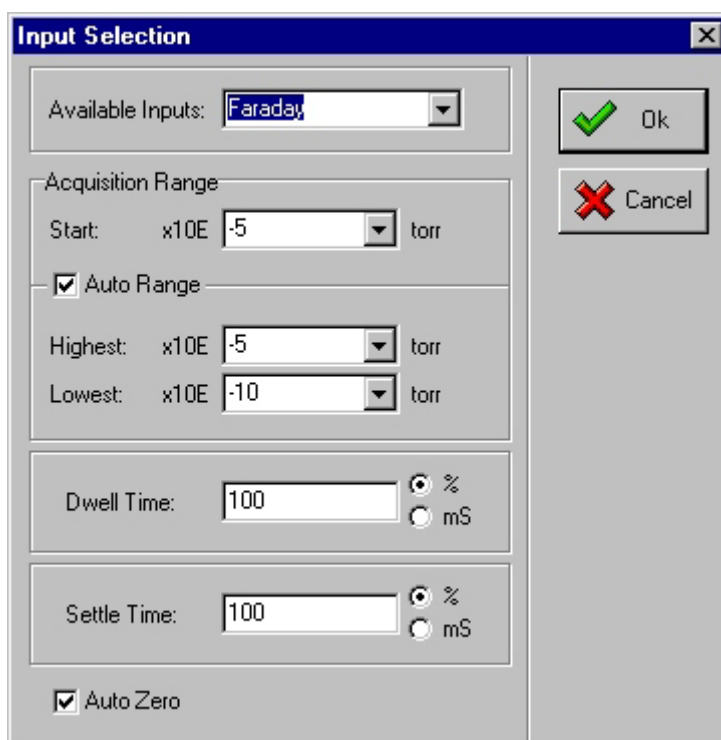 Input Selection
Available Inputs: Faraday
Ok
Cancel
Acquisition Range
Start: x10E -5 torr
Auto Range
Highest: x10E -5 torr
Lowest: x10E -10 torr
Dwell Time: 100 %
mS
Settle Time: 100 %
mS
Auto Zero